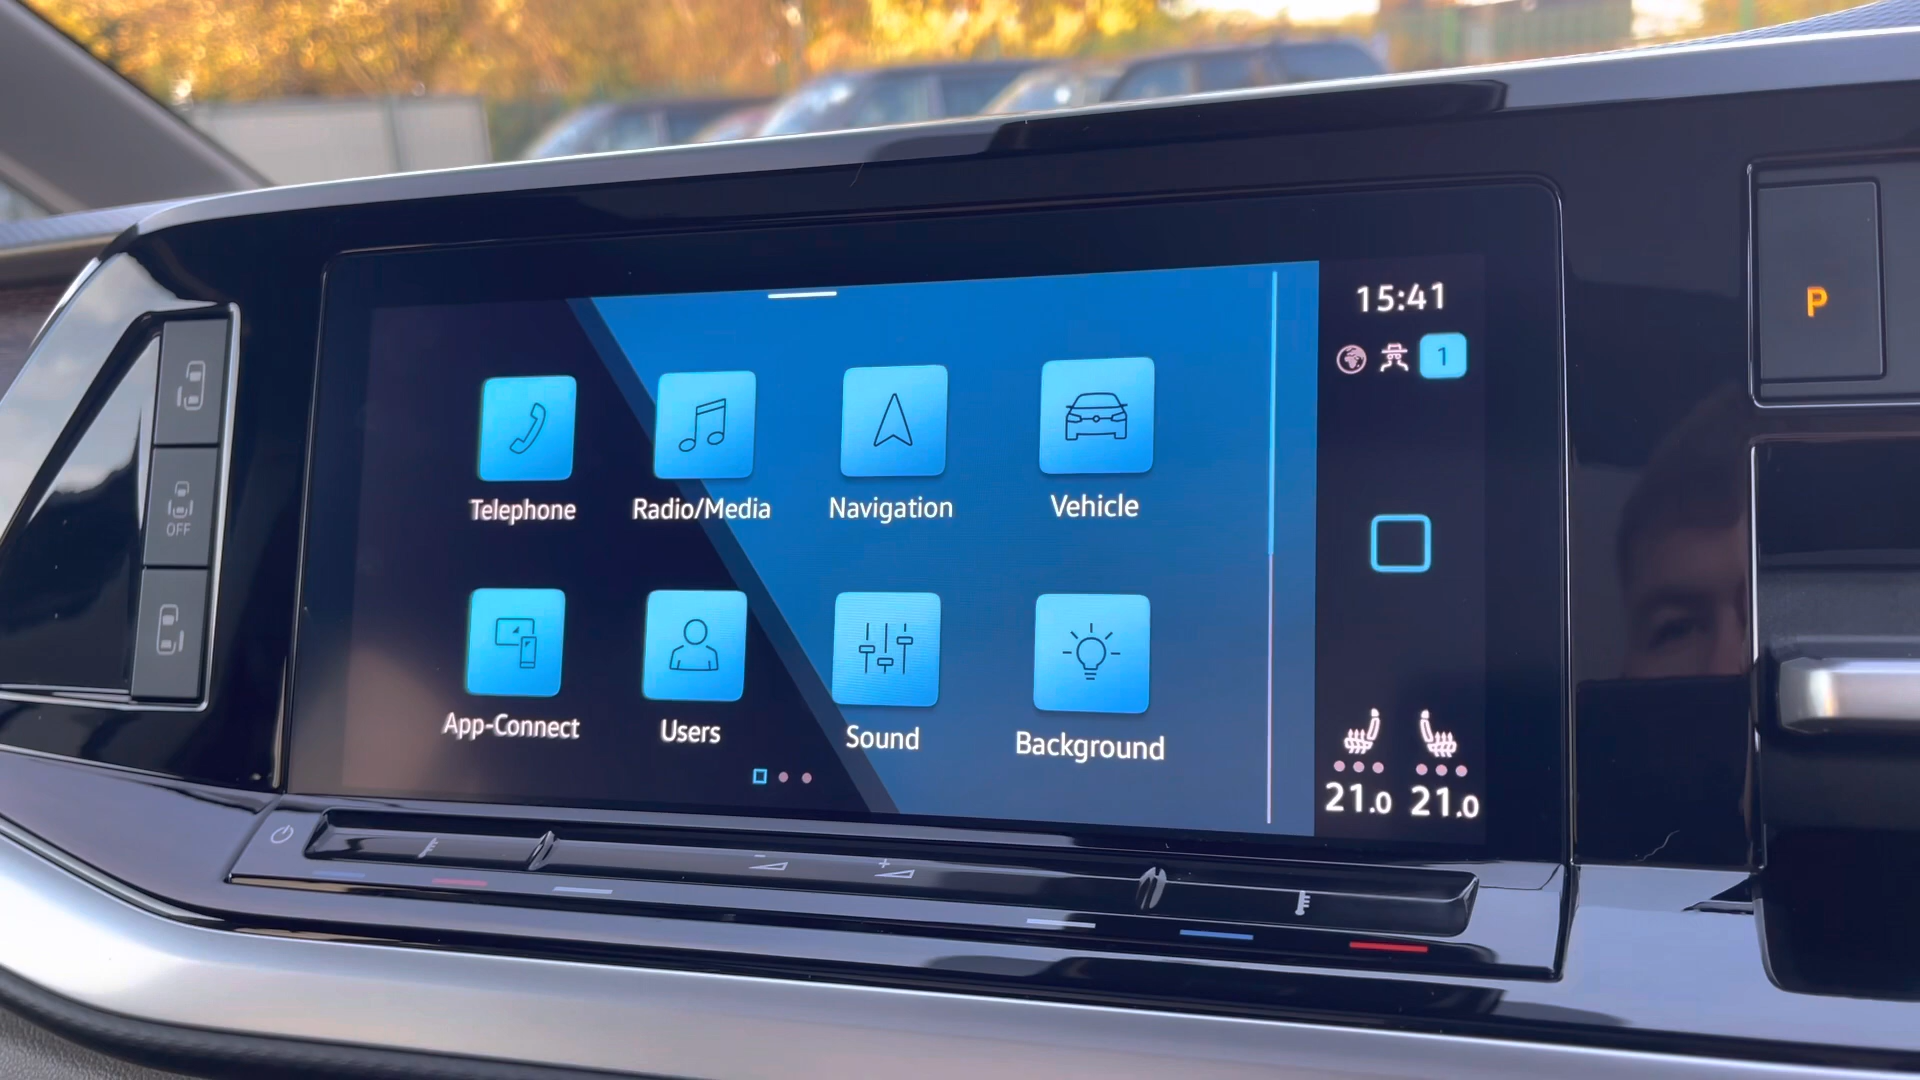 15:41
1
P
Telephone
Radio/Media
Navigation
Vehicle
OFF
App-Connect
Users
Sound
Background
21.0
21.0